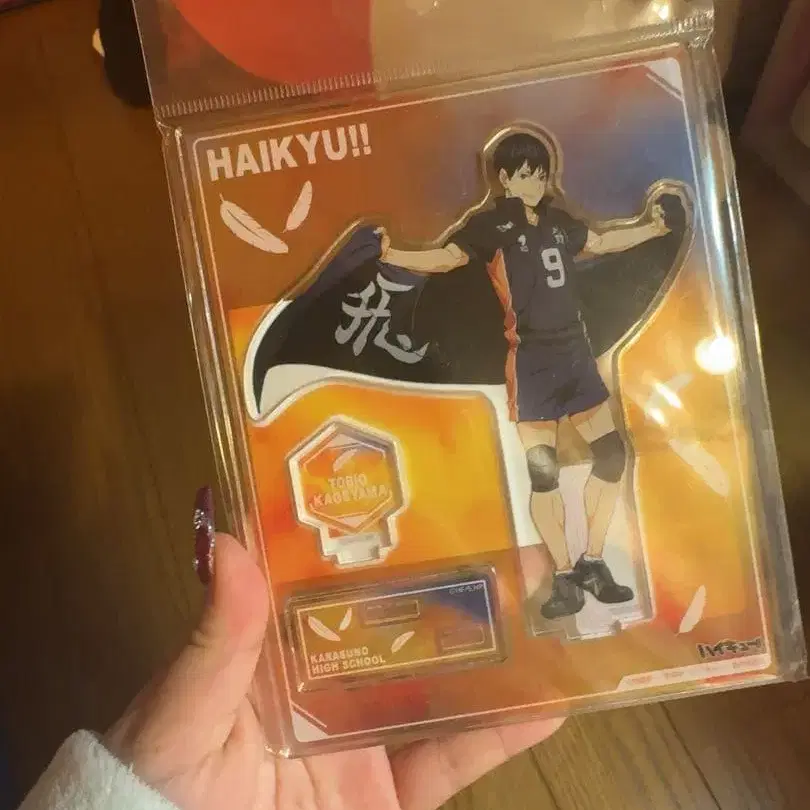 HAIKYU!!
9
飛
TOBIO
KAGEYAMA
KARASUNO
HIGH SCHOOL
ハイキュー!!